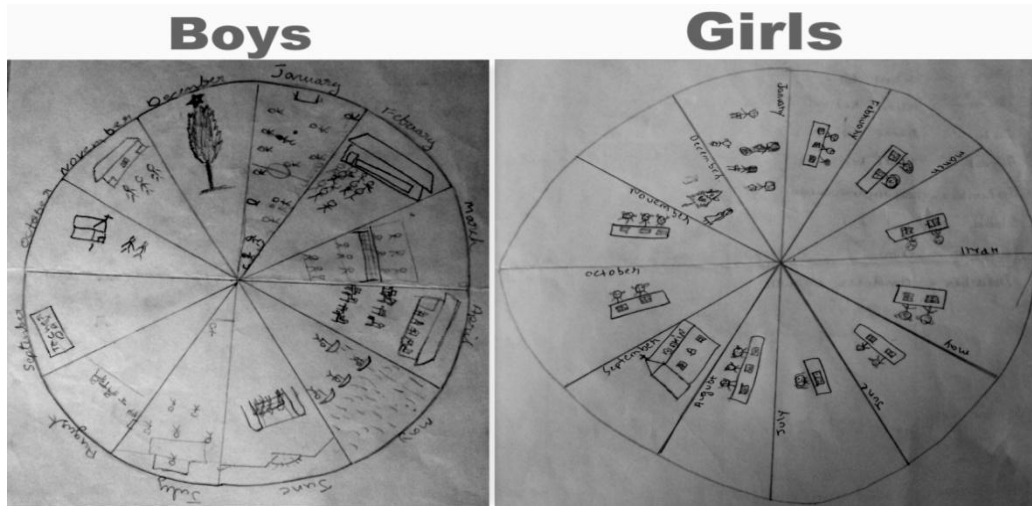 Boys
Girls
January
February
March
April
May
June
July
August
September
October
November
December
Janary
February
March
April
May
June
July
August
September
October
November
December